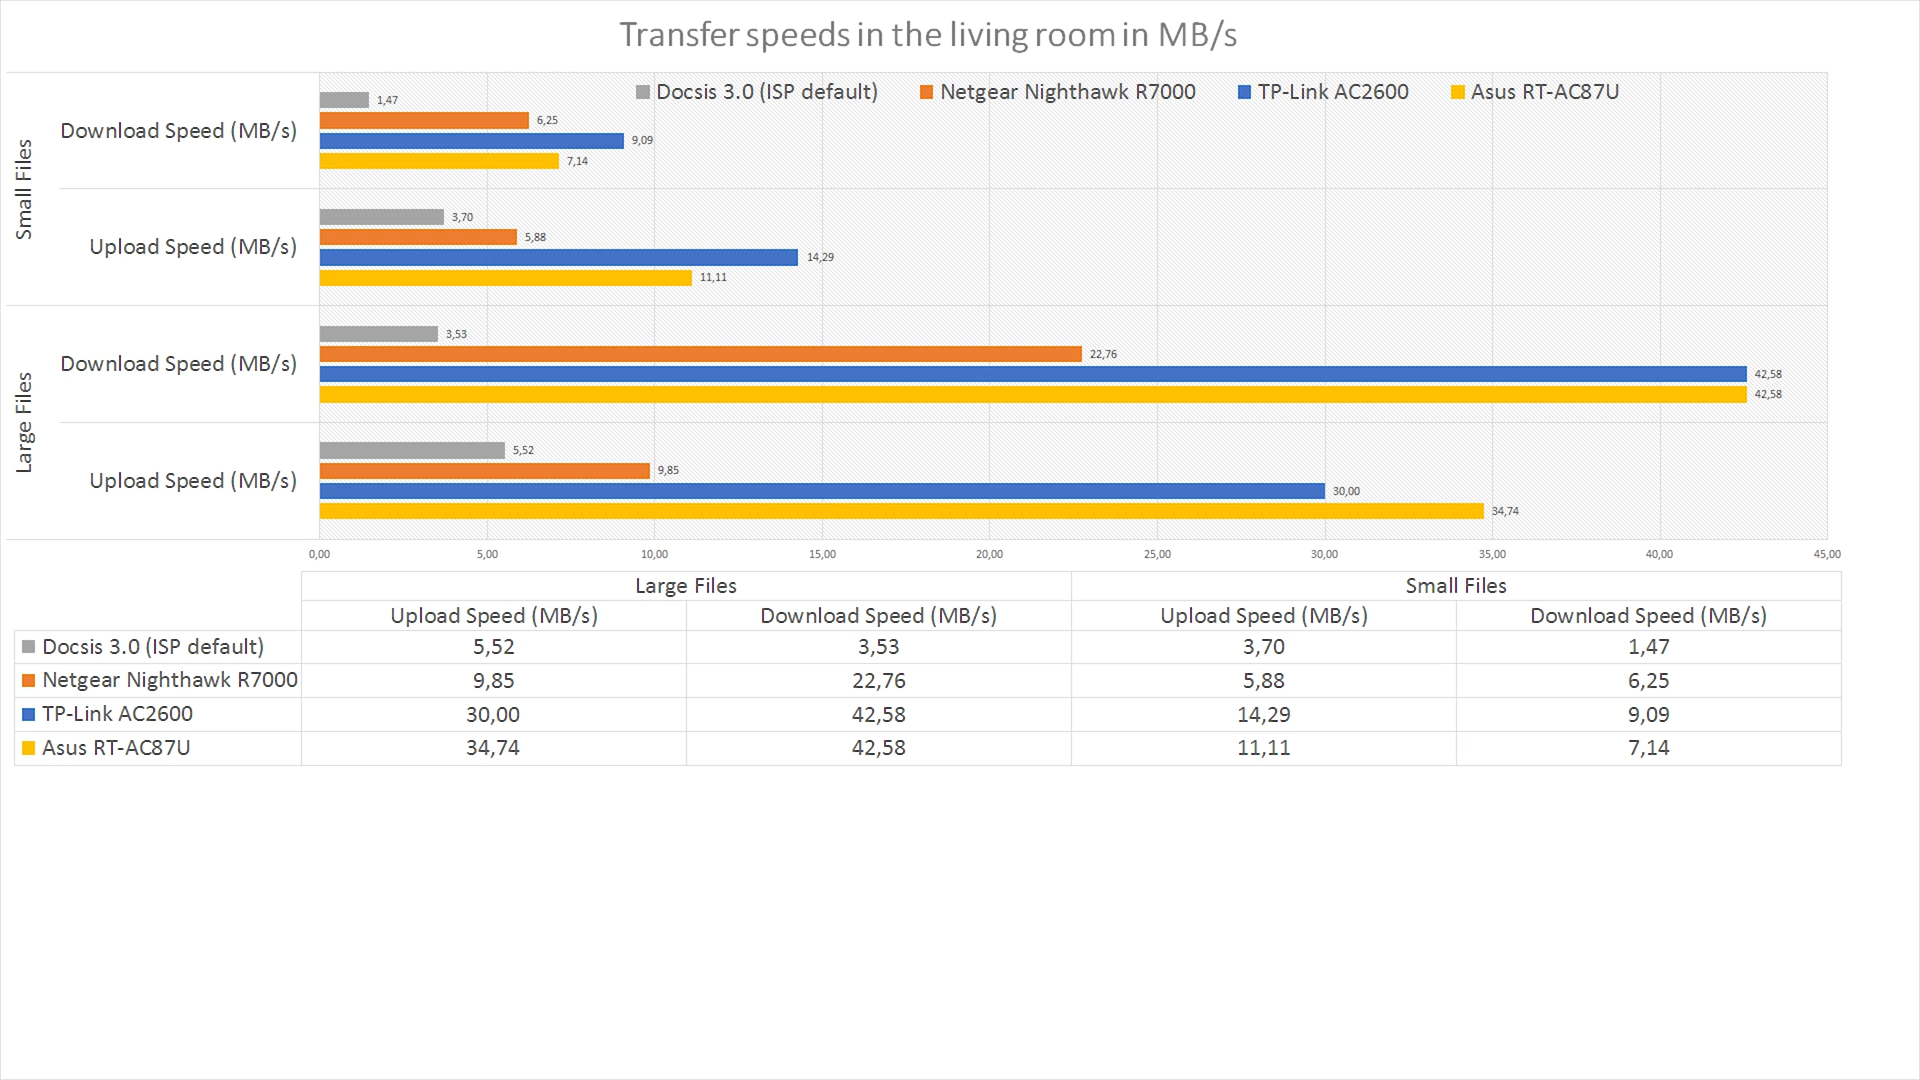 Transfer speeds in the living room in MB/s
Docsis 3.0 (ISP default) Netgear Nighthawk R7000 TP-Link AC2600 Asus RT-AC87U
Small Files
Download Speed (MB/s)
1,47
6,25
9,09
7,14
Upload Speed (MB/s)
3,70
5,88
14,29
11,11
Large Files
Download Speed (MB/s)
3,53
22,76
42,58
42,58
Upload Speed (MB/s)
5,52
9,85
30,00
34,74
0,00 5,00 10,00 15,00 20,00 25,00 30,00 35,00 40,00 45,00
Large Files Small Files
Upload Speed (MB/s) Download Speed (MB/s) Upload Speed (MB/s) Download Speed (MB/s)
Docsis 3.0 (ISP default) 5,52 3,53 3,70 1,47
Netgear Nighthawk R7000 9,85 22,76 5,88 6,25
TP-Link AC2600 30,00 42,58 14,29 9,09
Asus RT-AC87U 34,74 42,58 11,11 7,14